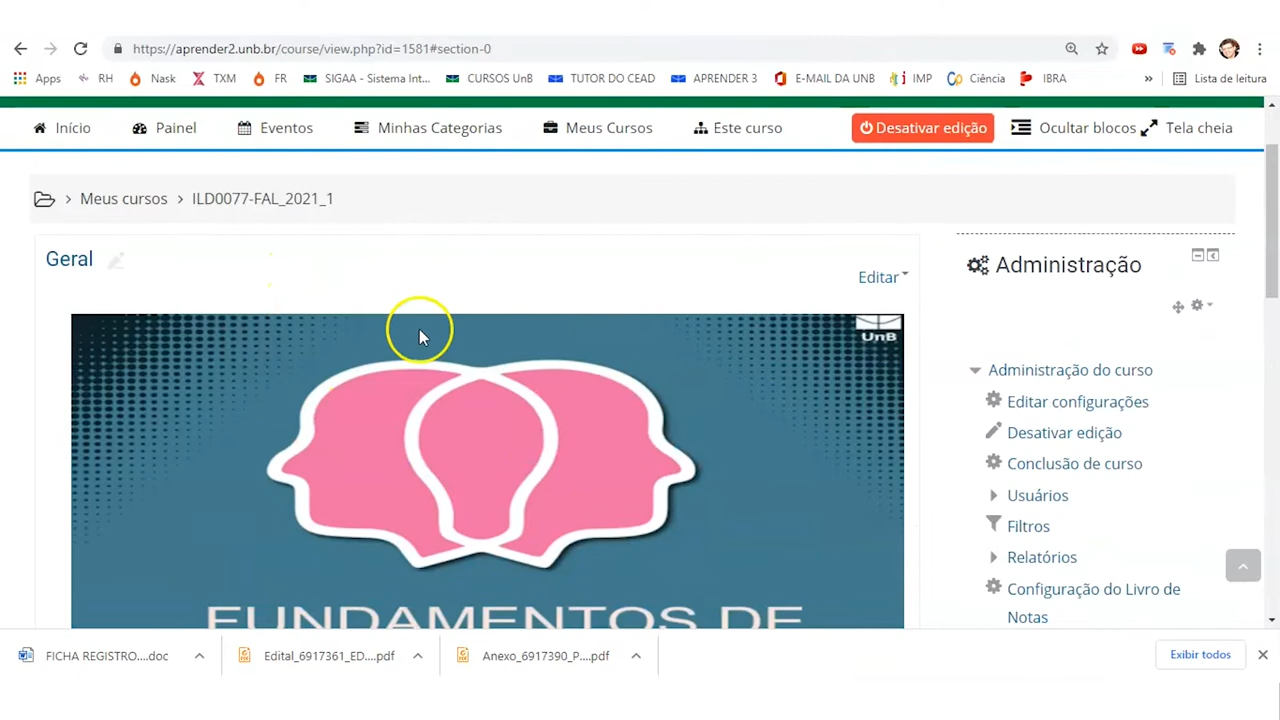 https://aprender2.unb.br/course/view.php?id=1581#section-0
Apps RH Nask TXM FR SIGAA - Sistema Int... CURSOS UnB TUTOR DO CEAD APRENDER 3 E-MAIL DA UNB IMP Ciência IBRA » Lista de leitura
Início Painel Eventos Minhas Categorias Meus Cursos Este curso Desativar edição Ocultar blocos Tela cheia
Meus cursos ILD0077-FAL_2021_1
Geral
Editar
UnB
FUNDAMENTOS DE
Administração
Administração do curso
Editar configurações
Desativar edição
Conclusão de curso
Usuários
Filtros
Relatórios
Configuração do Livro de
Notas
FICHA REGISTRO....doc Edital_6917361_ED....pdf Anexo_6917390_P....pdf Exibir todos